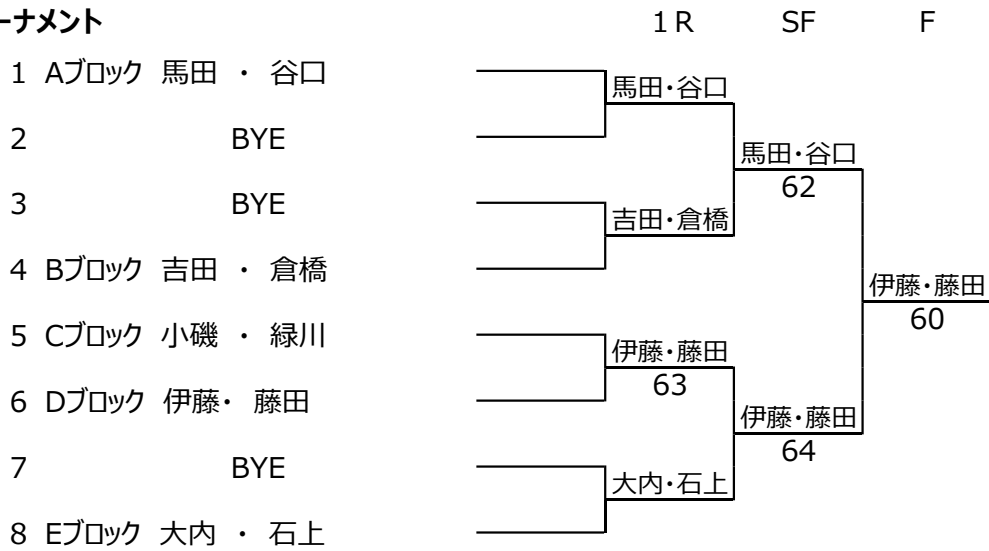 ーナメント 1R SF F
1 Aブロック 馬田 ・ 谷口
馬田・谷口
2 BYE
馬田・谷口
62
3 BYE
吉田・倉橋
4 Bブロック 吉田 ・ 倉橋
伊藤・藤田
60
5 Cブロック 小磯 ・ 緑川
伊藤・藤田
63
6 Dブロック 伊藤・ 藤田
伊藤・藤田
64
7 BYE
大内・石上
8 Eブロック 大内 ・ 石上